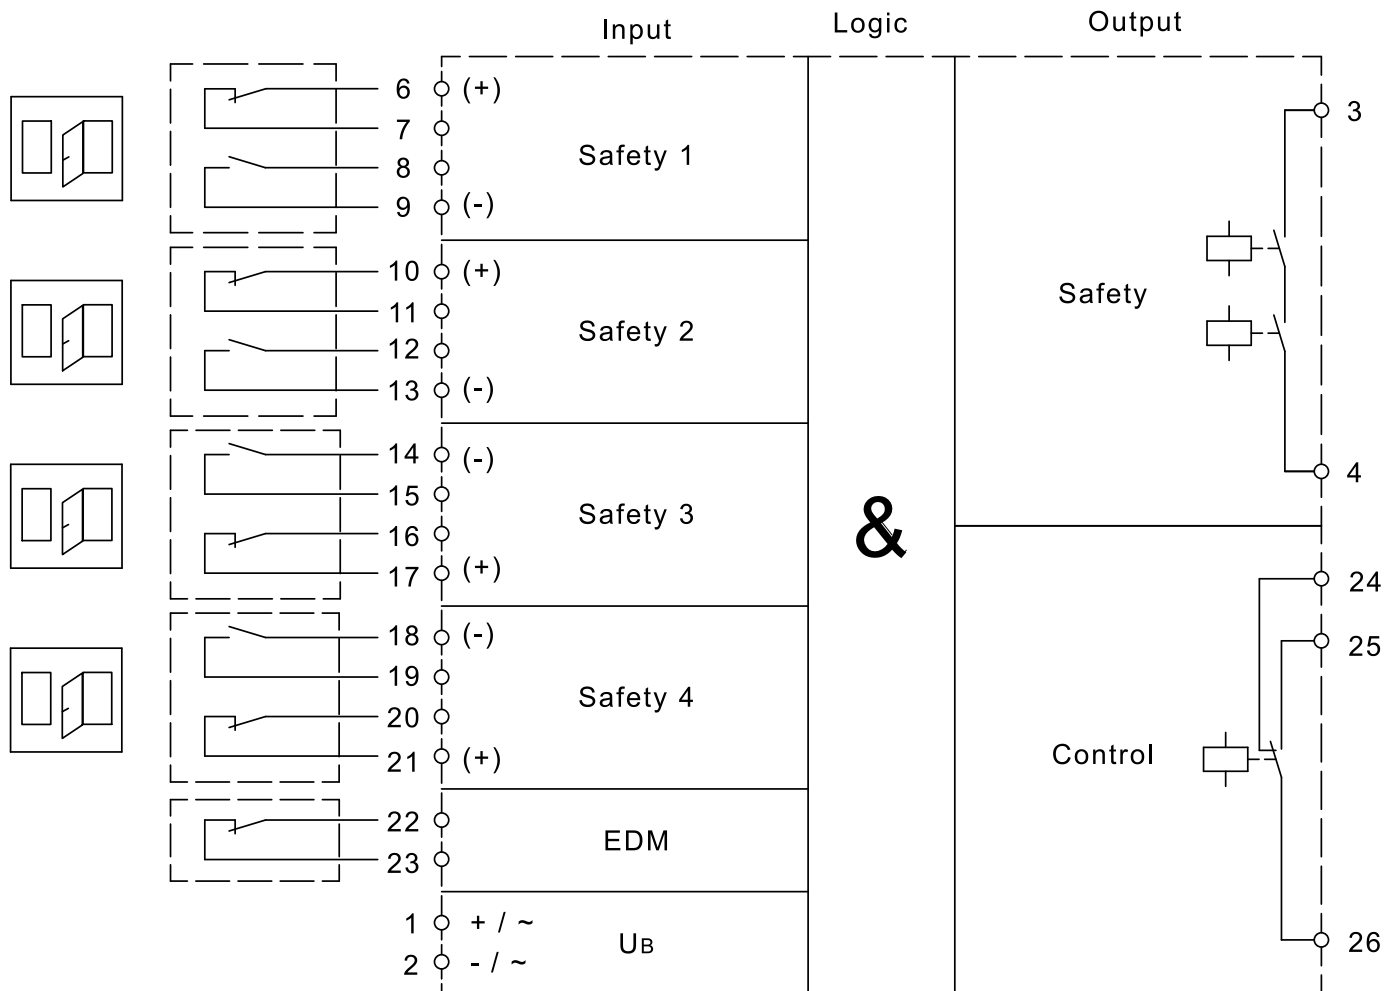 Input Logic Output
6 (+)
7
Safety 1
8
9 (-)
10 (+)
11
Safety 2
12
13 (-)
14 (-)
15
Safety 3
16
17 (+)
18 (-)
19
Safety 4
20
21 (+)
22
EDM
23
1 + / ~
UB
2 - / ~
&
3
Safety
4
24
25
Control
26